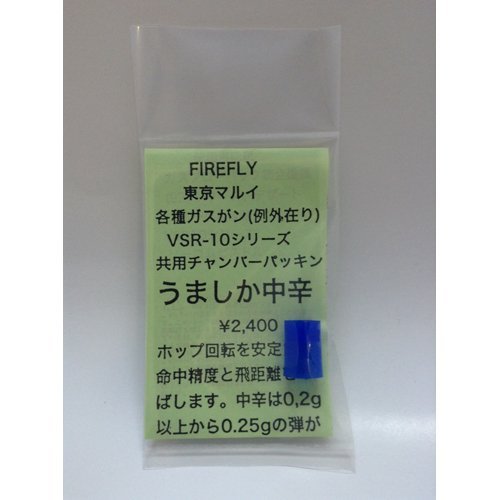 FIREFLY
東京マルイ
各種ガスがン(例外在り)
VSR-10シリーズ
共用チャンバーパッキン
うましか中辛
¥2,400
ホップ回転を安定
命中精度と飛距離を
ばします。中辛は0,2g
以上から0.25gの弾が